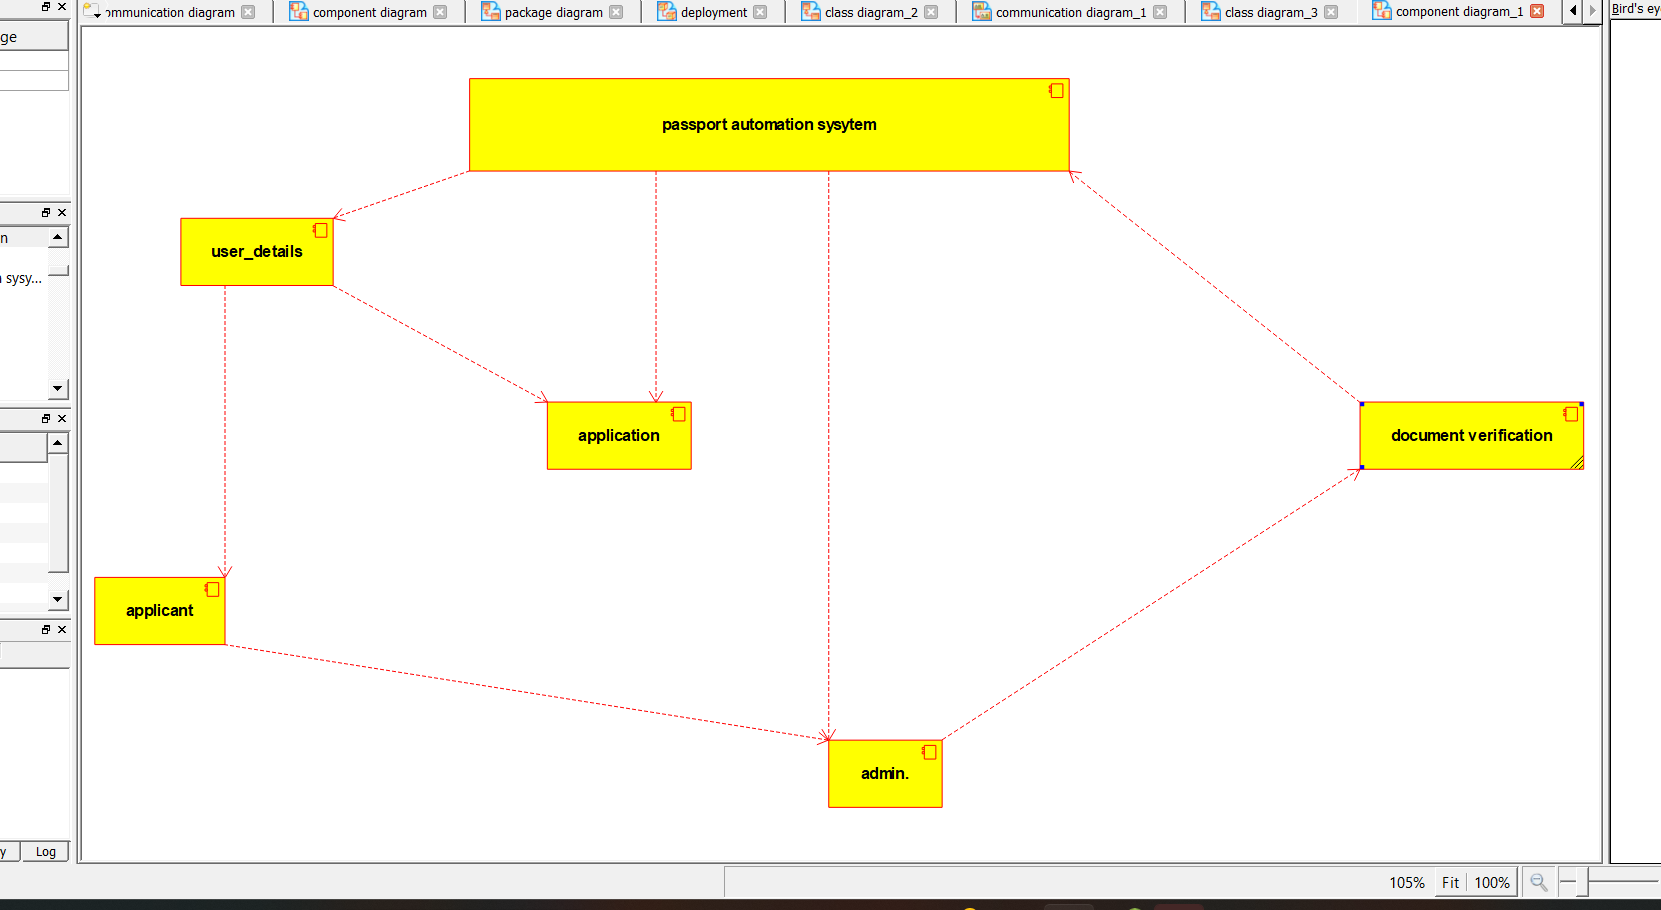 ommunication diagram
component diagram
package diagram
deployment
class diagram_2
communication diagram_1
class diagram_3
component diagram_1
Bird's ey
ge
passport automation sysytem
n
user_details
sysy...
application
document verification
applicant
admin.
y
Log
105%
Fit
100%